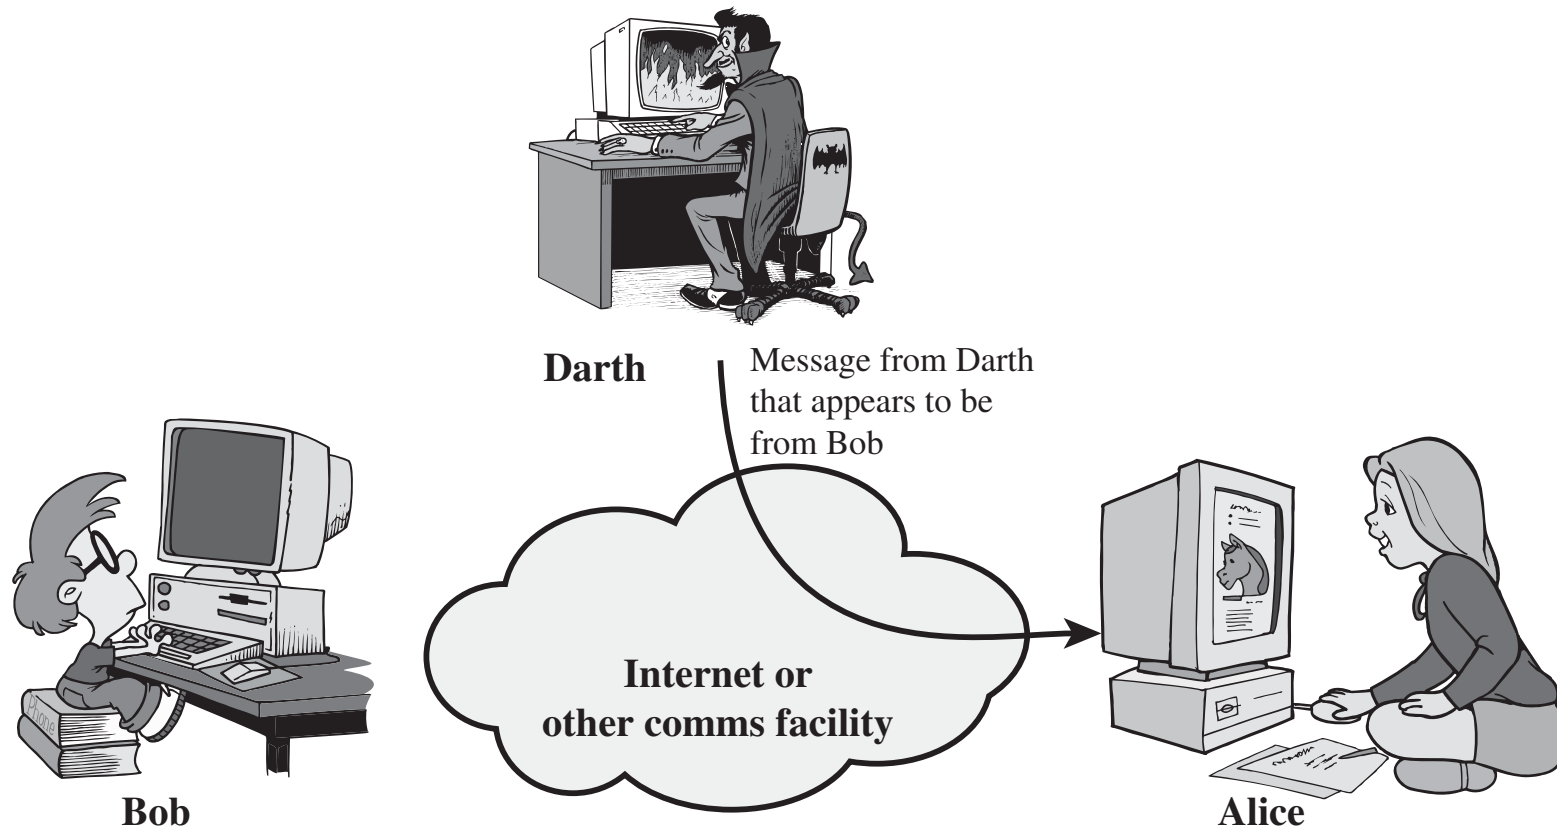 Darth
Message from Darth
that appears to be
from Bob
Internet or
other comms facility
Phone
Bob
Alice